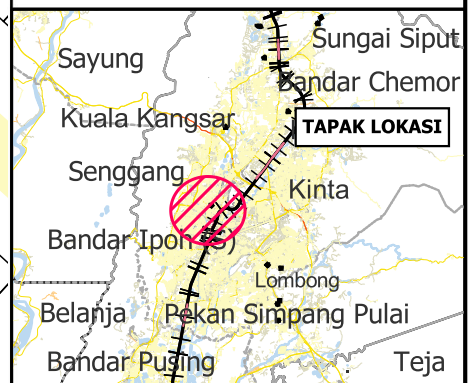 Sungai Siput
Sayung
Bandar Chemor
Kuala Kangsar
TAPAK LOKASI
Senggang
Kinta
Bandar Ipoh (S)
Lombong
Belanja
Pekan Simpang Pulai
Bandar Pusing
Teja